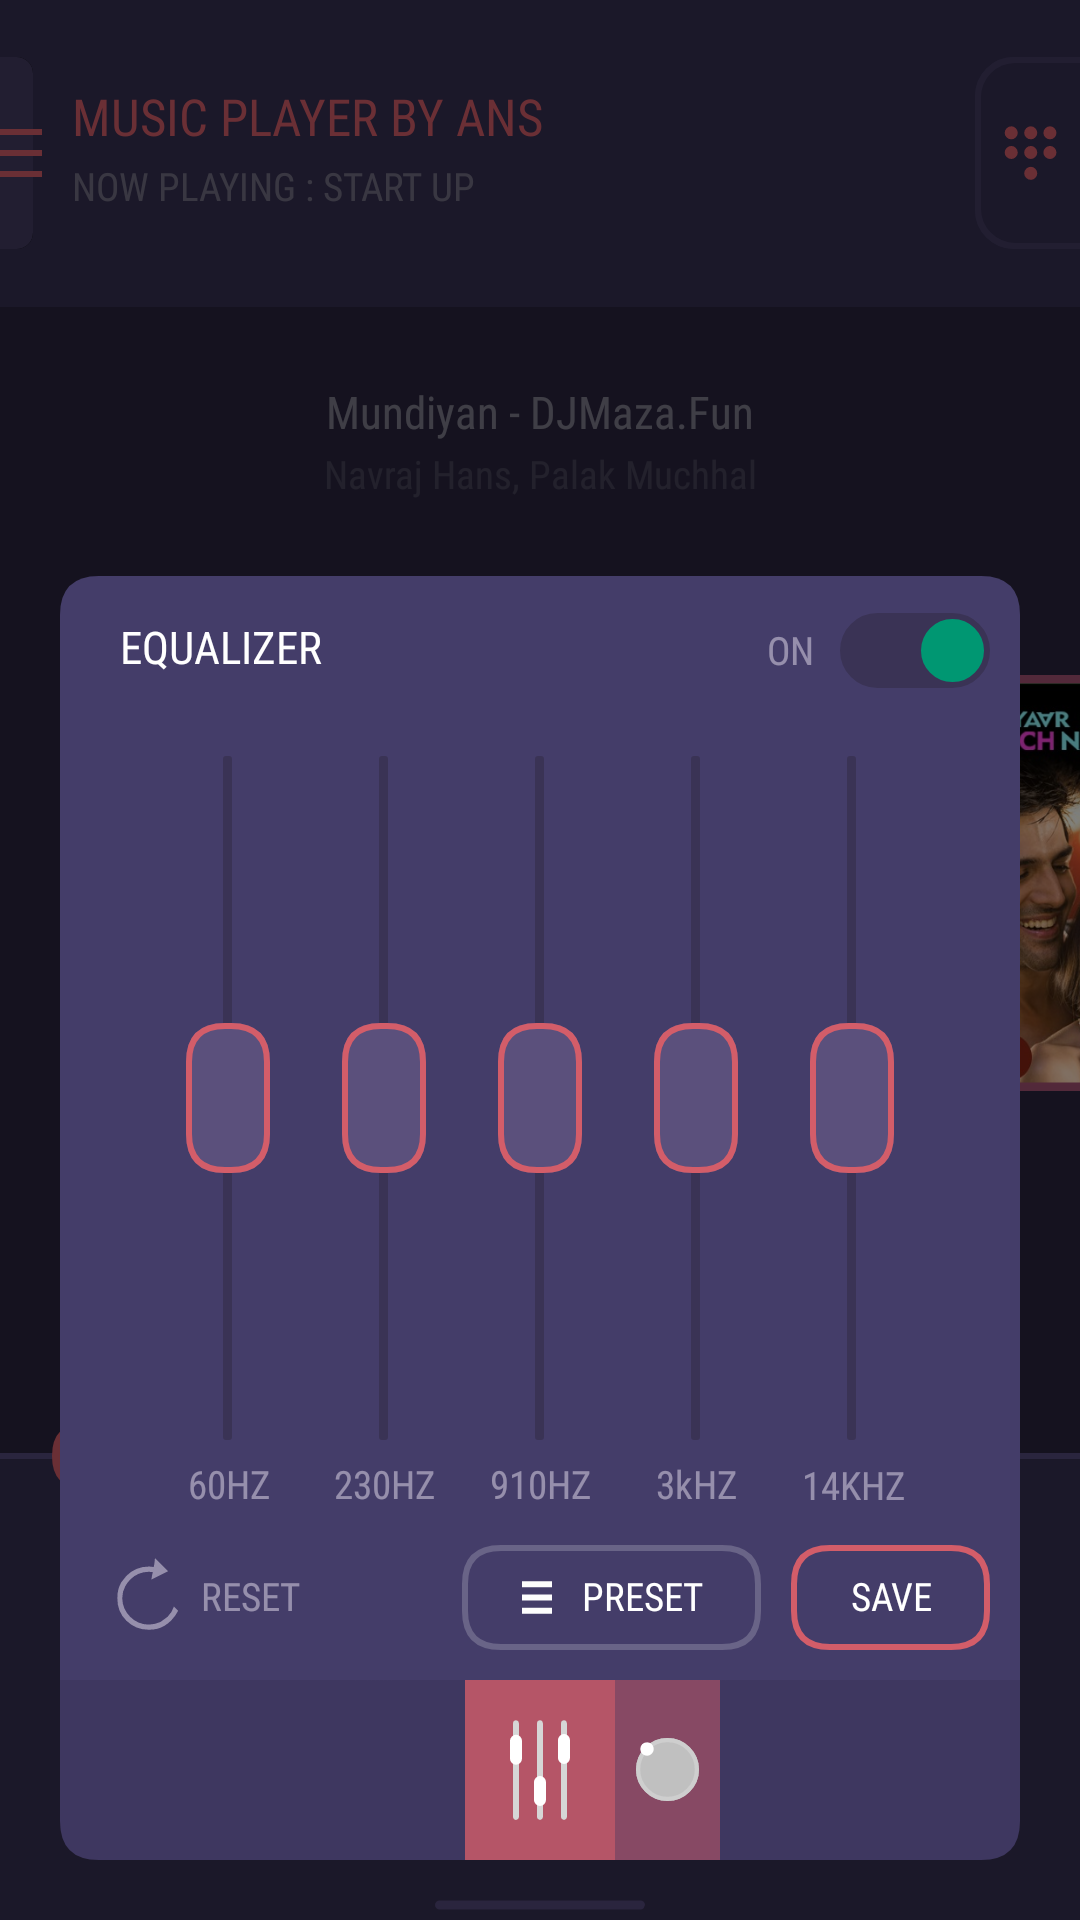 MUSIC PLAYER BY ANS
NOW PLAYING : START UP
Mundiyan - DJMaza.Fun
Navraj Hans, Palak Muchhal
EQUALIZER
ON
60HZ 230HZ 910HZ 3kHZ 14KHZ
RESET
PRESET
SAVE